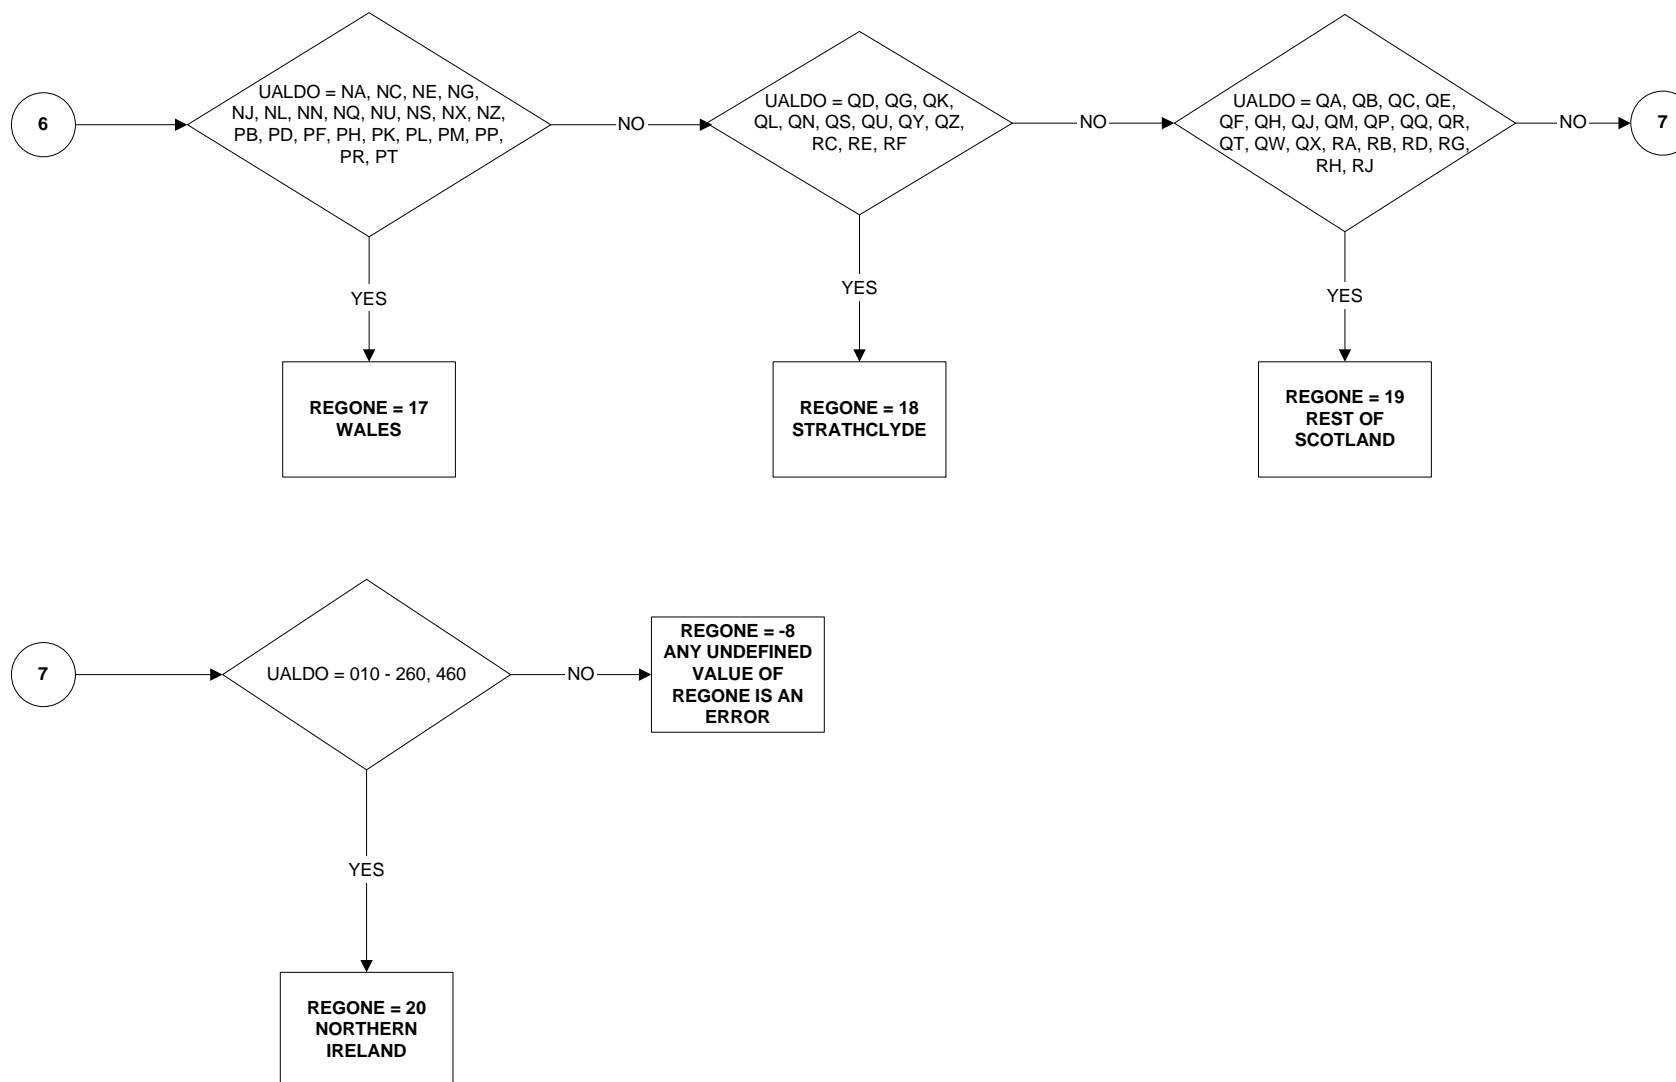 6
UALDO = NA, NC, NE, NG,
NJ, NL, NN, NQ, NU, NS, NX, NZ,
PB, PD, PF, PH, PK, PL, PM, PP,
PR, PT
NO
UALDO = QD, QG, QK,
QL, QN, QS, QU, QY, QZ,
RC, RE, RF
NO
UALDO = QA, QB, QC, QE,
QF, QH, QJ, QM, QP, QQ, QR,
QT, QW, QX, RA, RB, RD, RG,
RH, RJ
NO
7
YES
YES
YES
REGONE = 17
WALES
REGONE = 18
STRATHCLYDE
REGONE = 19
REST OF
SCOTLAND
7
UALDO = 010 - 260, 460
NO
REGONE = -8
ANY UNDEFINED
VALUE OF
REGONE IS AN
ERROR
YES
REGONE = 20
NORTHERN
IRELAND